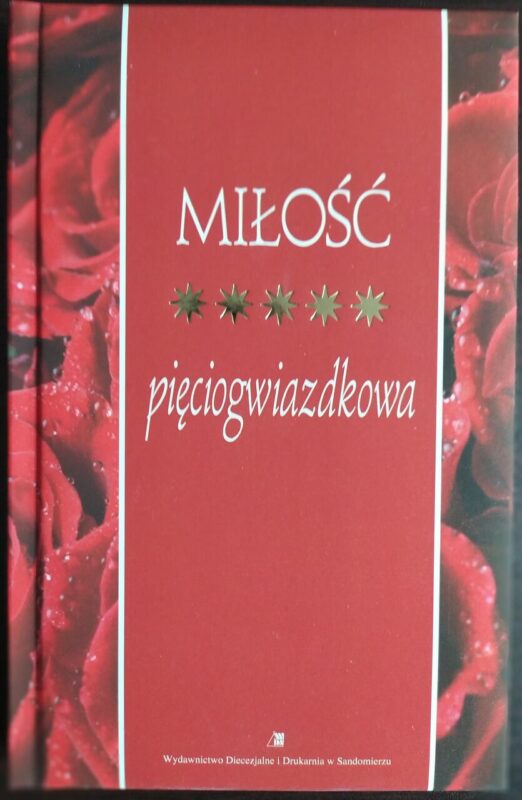 MIŁOŚĆ
pięciogwiazdkowa
Wydawnictwo Diecezjalne i Drukarnia w Sandomierzu